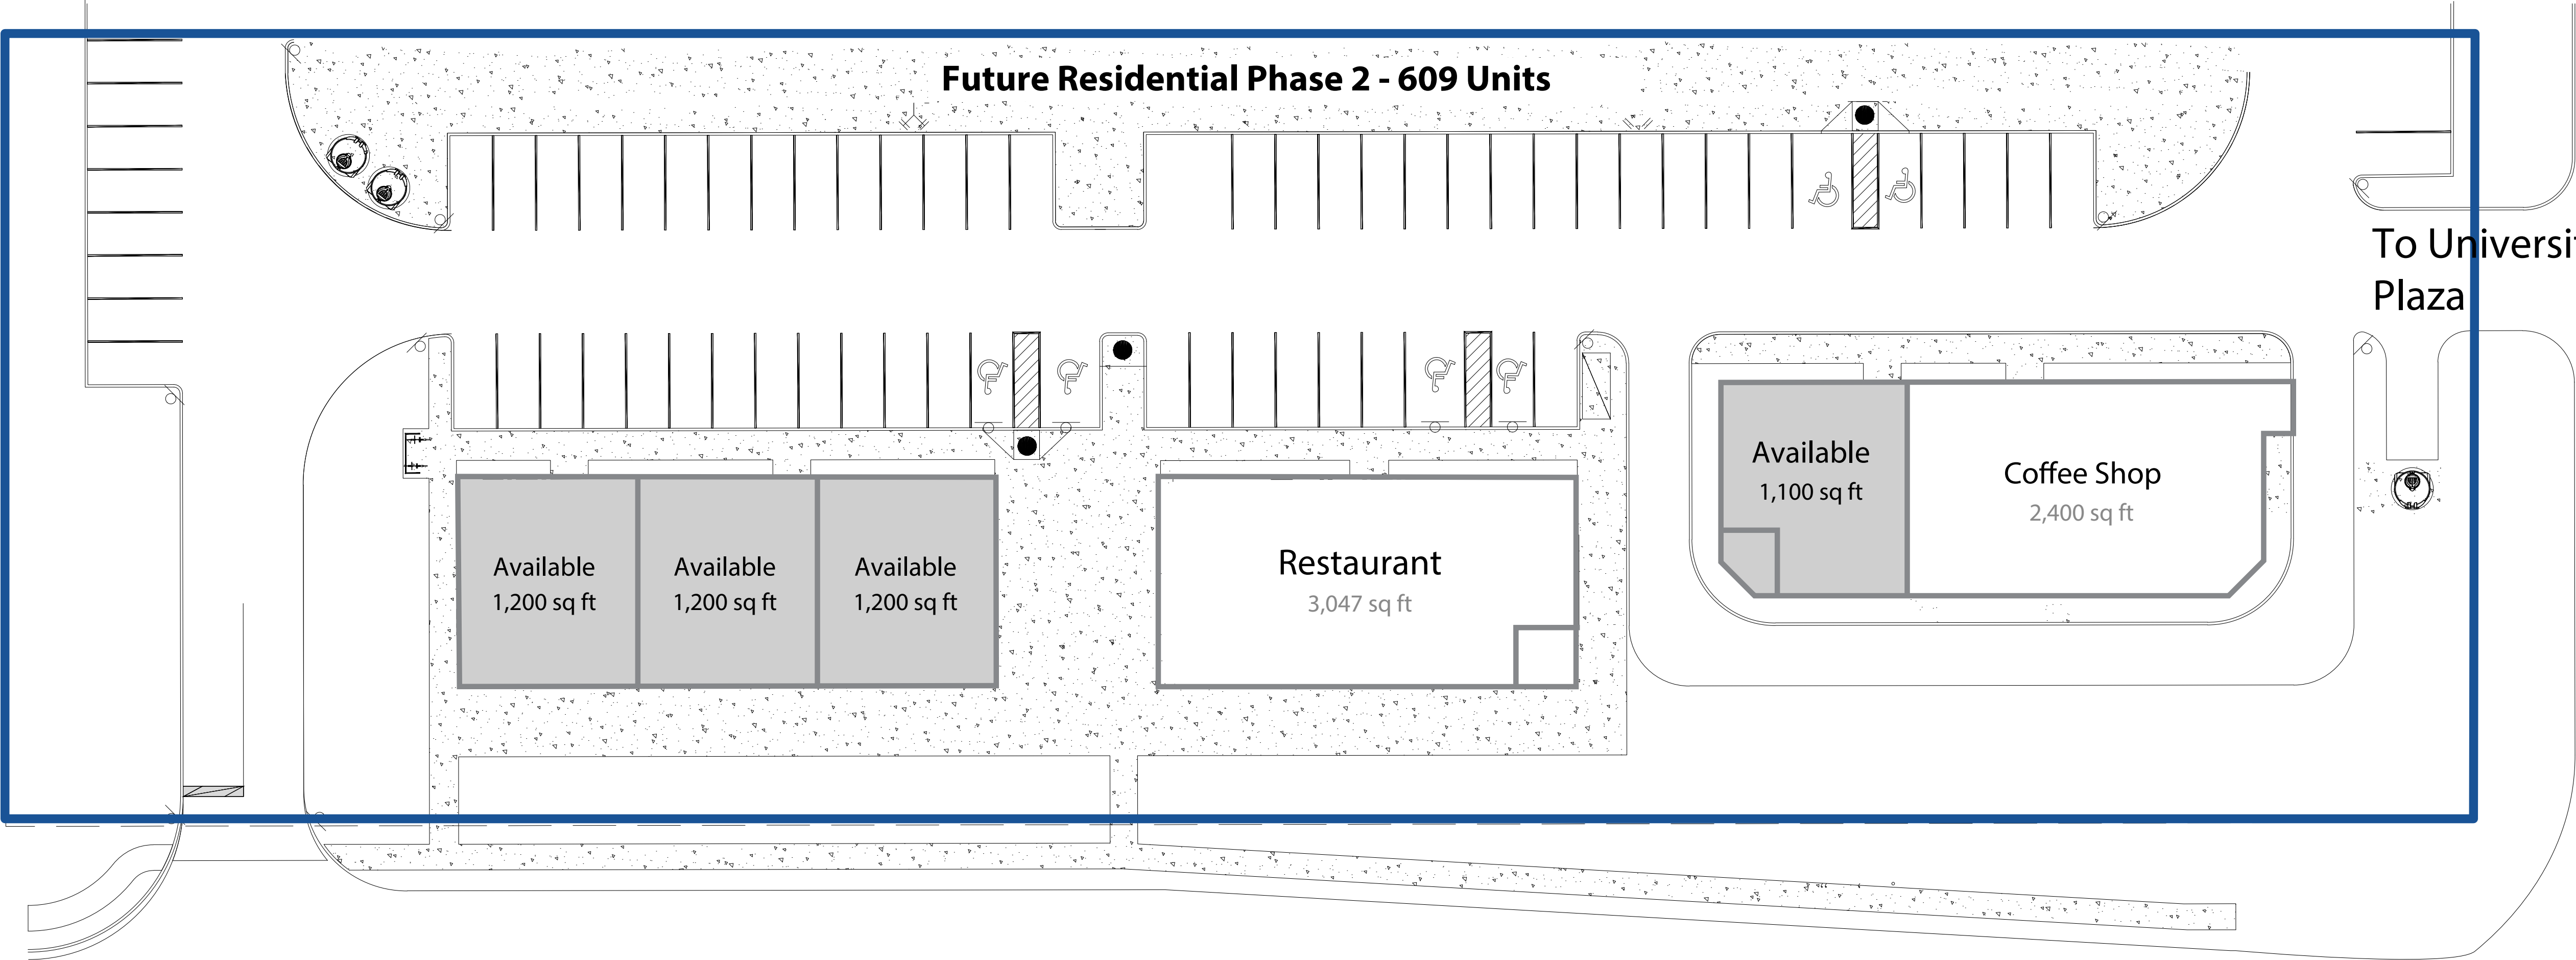 Future Residential Phase 2 - 609 Units
To Universi
Plaza
Available
1,100 sq ft
Coffee Shop
2,400 sq ft
Available
1,200 sq ft
Available
1,200 sq ft
Available
1,200 sq ft
Restaurant
3,047 sq ft